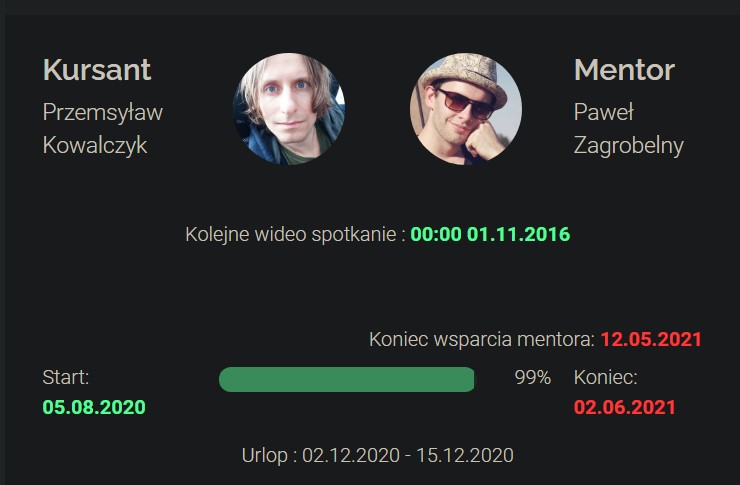 Kursant
Przemsyław
Kowalczyk
Mentor
Paweł
Zagrobelny
Kolejne wideo spotkanie : 00:00 01.11.2016
Koniec wsparcia mentora: 12.05.2021
Start:
05.08.2020
99%
Koniec:
02.06.2021
Urlop : 02.12.2020 - 15.12.2020